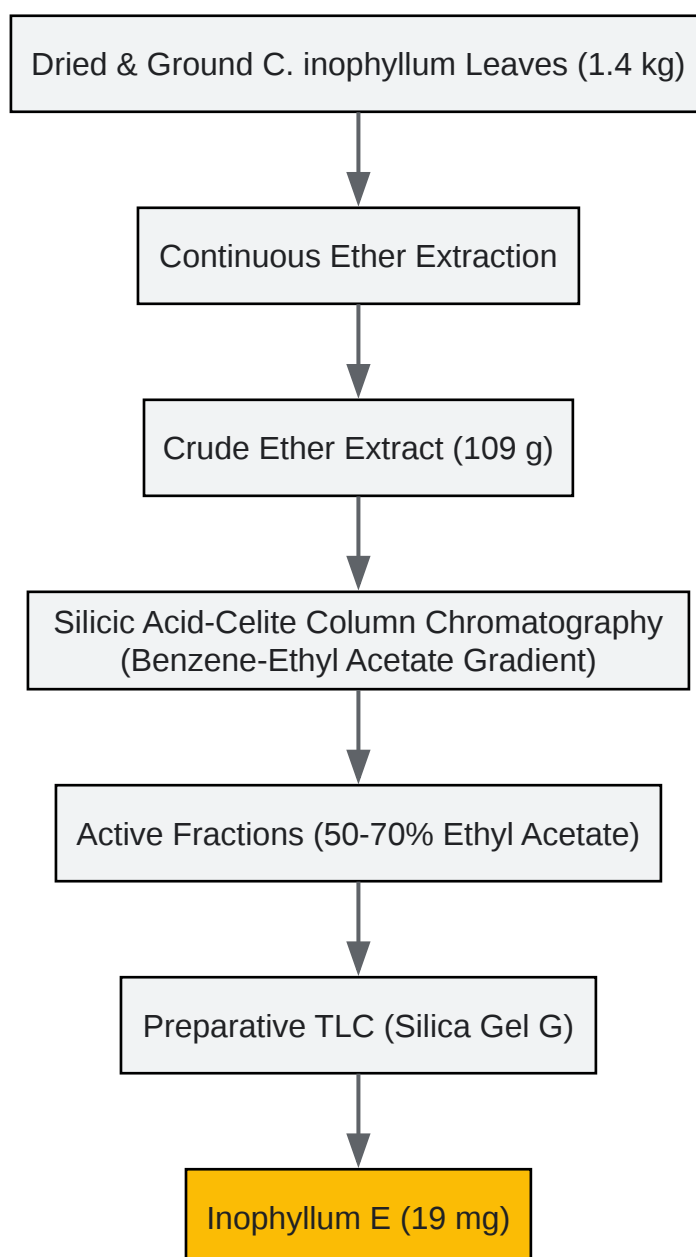 Dried & Ground C. inophyllum Leaves (1.4 kg)
Continuous Ether Extraction
Crude Ether Extract (109 g)
Silicic Acid-Celite Column Chromatography
(Benzene-Ethyl Acetate Gradient)
Active Fractions (50-70% Ethyl Acetate)
Preparative TLC (Silica Gel G)
Inophyllum E (19 mg)